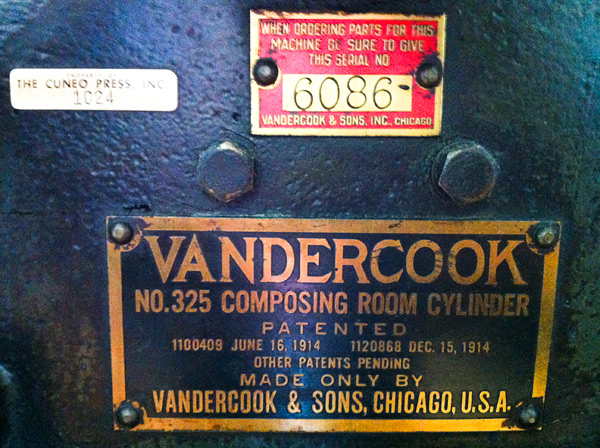 WHEN ORDERING PARTS FOR THIS
MACHINE BE SURE TO GIVE
THIS SERIAL NO
6086
VANDERCOOK & SONS, INC., CHICAGO
PROPERTY OF
THE CUNEO PRESS, INC.
1024
VANDERCOOK
NO. 325 COMPOSING ROOM CYLINDER
PATENTED
1100409 JUNE 16, 1914 1120868 DEC. 15, 1914
OTHER PATENTS PENDING
MADE ONLY BY
VANDERCOOK & SONS, CHICAGO, U.S.A.